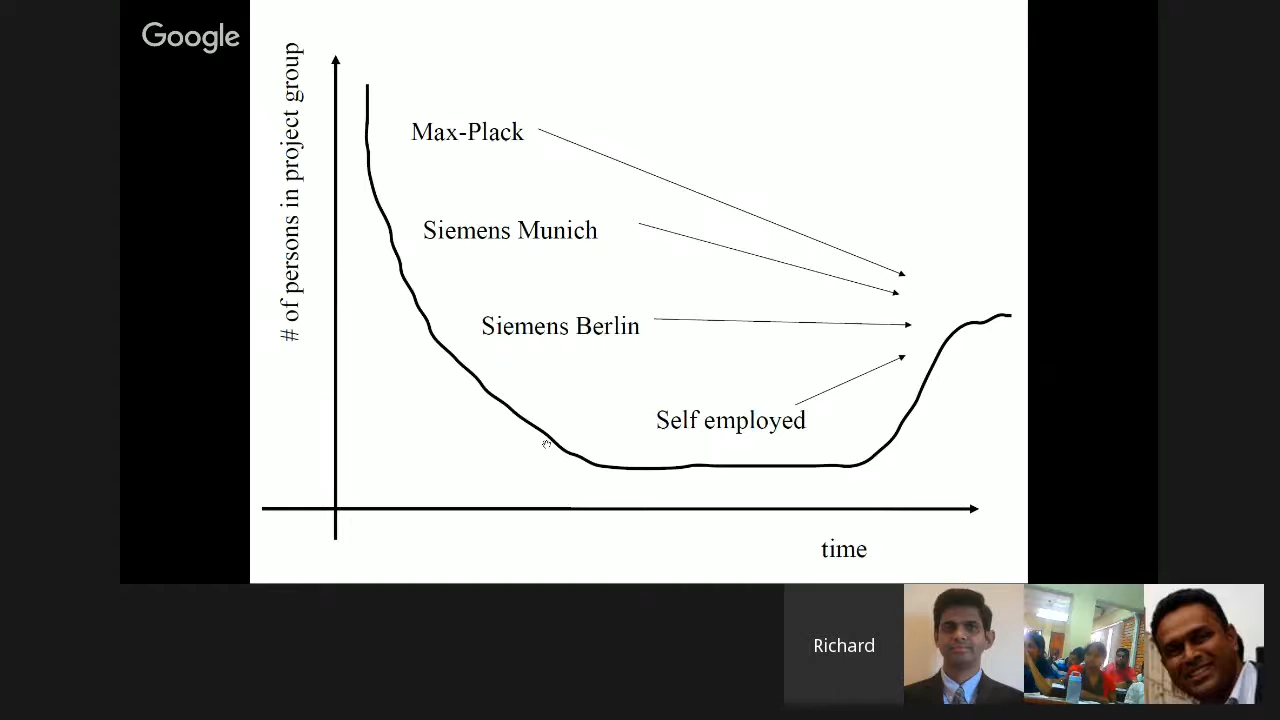 Google
# of persons in project group
Max-Plack
Siemens Munich
Siemens Berlin
Self employed
time
Richard